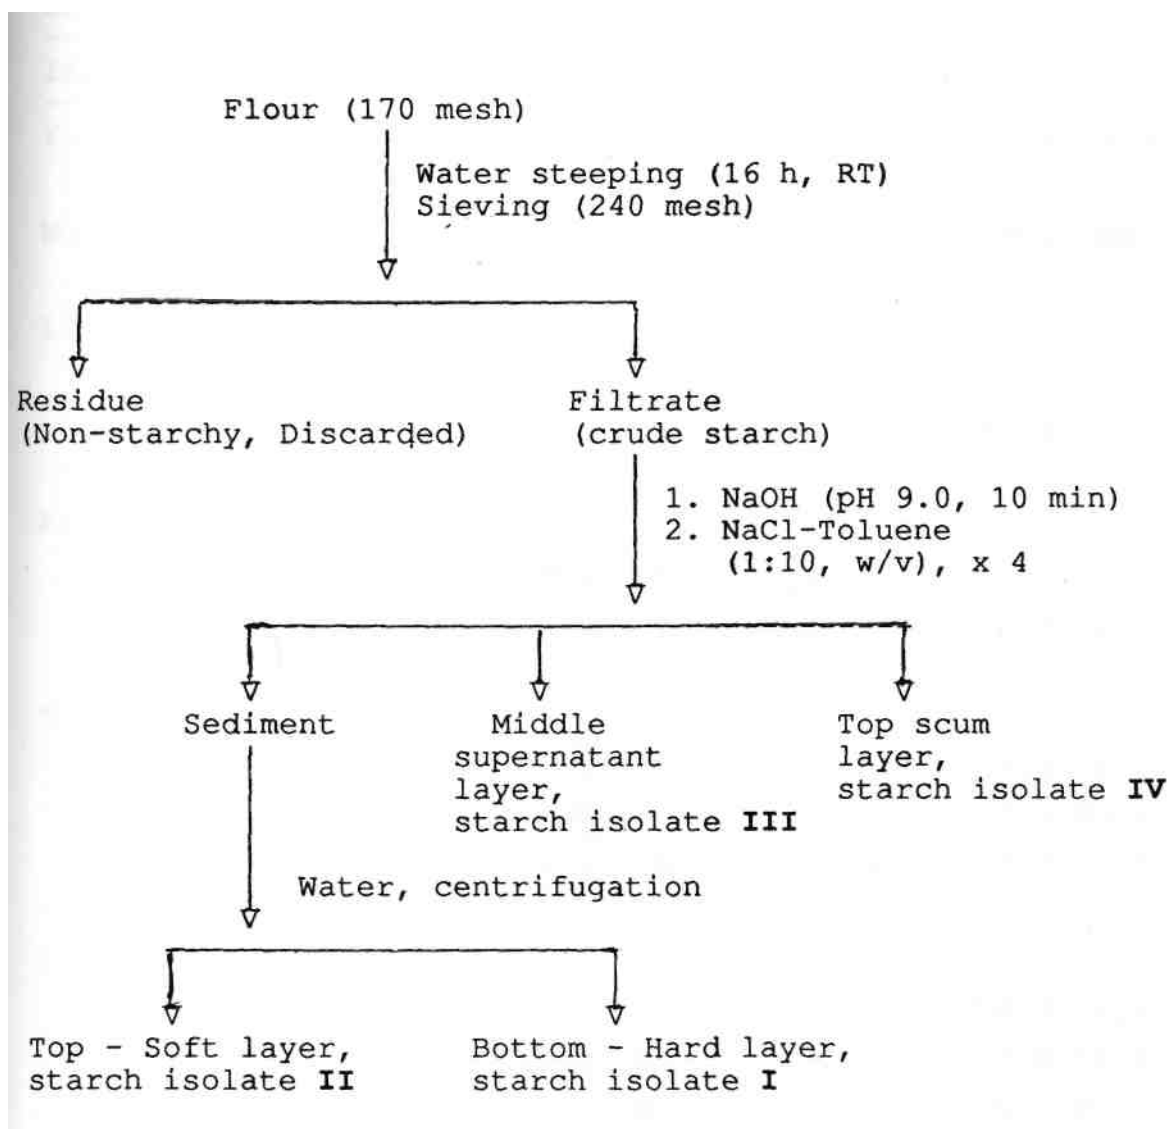 Flour (170 mesh)
Water steeping (16 h, RT)
Sieving (240 mesh)
Residue
(Non-starchy, Discarded)
Filtrate
(crude starch)
1. NaOH (pH 9.0, 10 min)
2. NaCl-Toluene
(1:10, w/v), x 4
Sediment
Middle
supernatant
layer,
starch isolate III
Top scum
layer,
starch isolate IV
Water, centrifugation
Top - Soft layer,
starch isolate II
Bottom - Hard layer,
starch isolate I